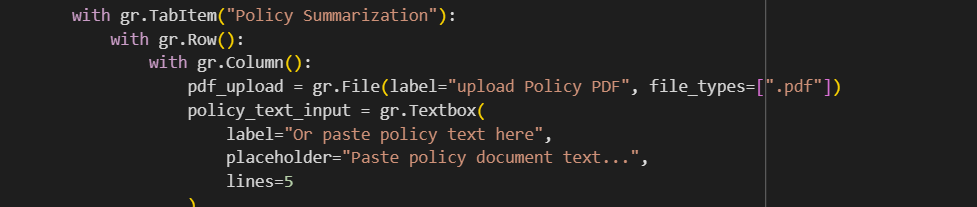 with gr.TabItem("Policy Summarization"):
    with gr.Row():
        with gr.Column():
            pdf_upload = gr.File(label="upload Policy PDF", file_types=[".pdf"])
            policy_text_input = gr.Textbox(
                label="Or paste policy text here",
                placeholder="Paste policy document text...",
                lines=5
            )